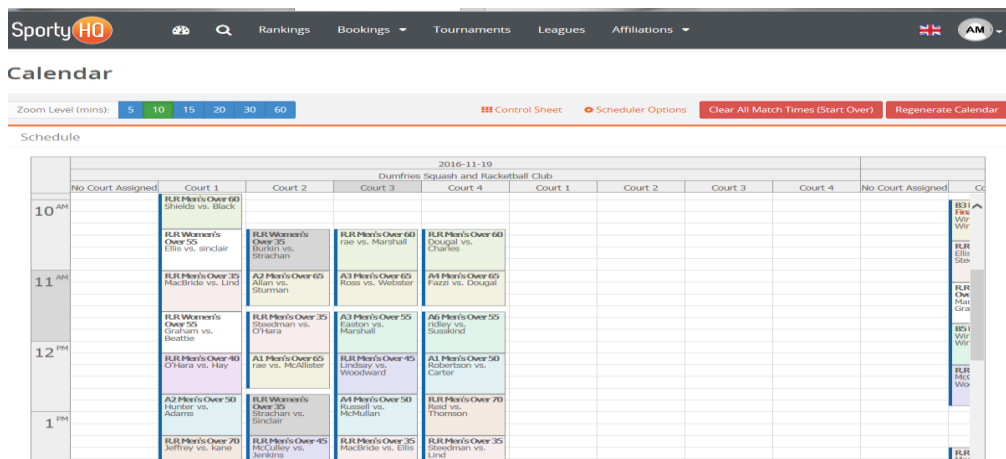 SportyHQ Rankings Bookings Tournaments Leagues Affiliations AM
Calendar
Zoom Level (mins): 5 10 15 20 30 60 Control Sheet Scheduler Options Clear All Match Times (Start Over) Regenerate Calendar
Schedule
2016-11-19
Dumfries Squash and Racketball Club
No Court Assigned Court 1 Court 2 Court 3 Court 4 Court 1 Court 2 Court 3 Court 4 No Court Assigned
10 AM
R.R Men's Over 60
Shields vs. Black
R.R Women's
Over 55
Ellis vs. sinclair
R.R Women's
Over 35
Burkin vs.
Strachan
R.R Men's Over 60
rae vs. Marshall
R.R Men's Over 60
Dougal vs.
Charles
11 AM
R.R Men's Over 35
MacBride vs. Lind
A2 Men's Over 65
Allan vs.
Sturman
A3 Men's Over 65
Ross vs. Webster
A4 Men's Over 65
Fazzi vs. Dougal
R.R Women's
Over 55
Graham vs.
Beattie
R.R Men's Over 35
Steedman vs.
O'Hara
A3 Men's Over 55
Easton vs.
Marshall
A6 Men's Over 55
ridley vs.
Susskind
12 PM
R.R Men's Over 40
O'Hara vs. Hay
A1 Men's Over 65
rae vs. McAllister
R.R Men's Over 45
Lindsay vs.
Woodward
A1 Men's Over 50
Robertson vs.
Carter
A2 Men's Over 50
Hunter vs.
Adams
R.R Women's
Over 35
Strachan vs.
Sinclair
A4 Men's Over 50
Russell vs.
McMullan
R.R Men's Over 70
Reid vs.
Thomson
1 PM
R.R Men's Over 70
Jeffrey vs. kane
R.R Men's Over 45
McCulley vs.
Jenkins
R.R Men's Over 35
MacBride vs. Ellis
R.R Men's Over 35
Steedman vs.
Lind